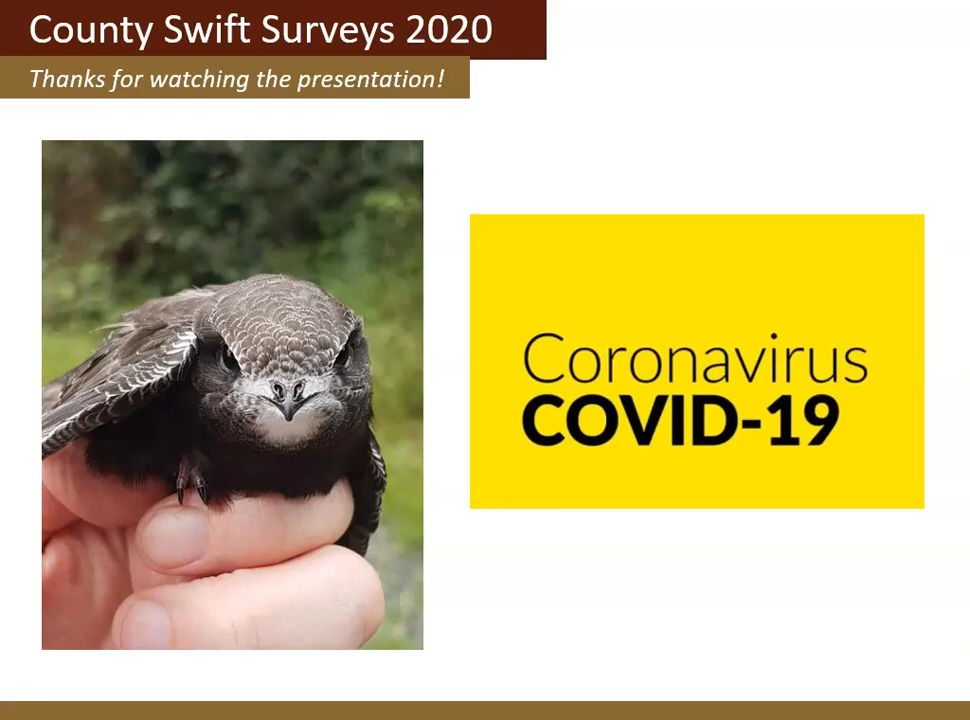 County Swift Surveys 2020
Thanks for watching the presentation!
Coronavirus
COVID-19